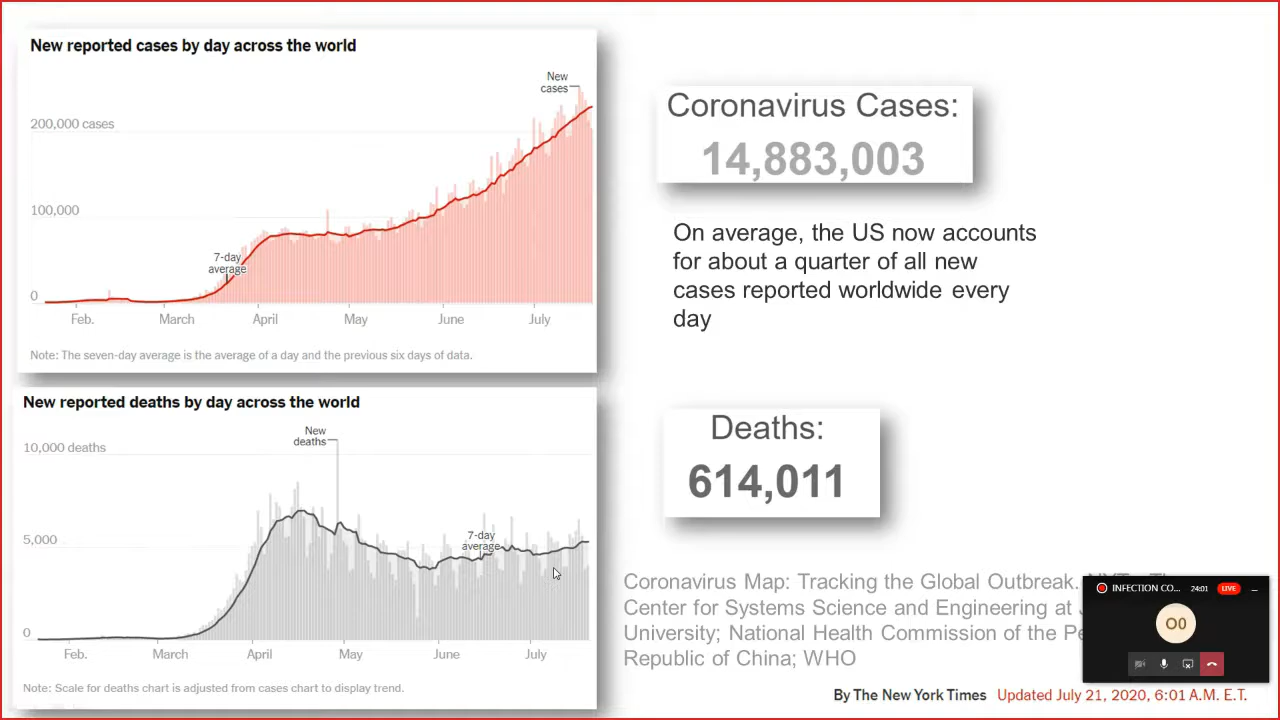 New reported cases by day across the world
New
cases
200,000 cases
100,000
7-day
average
0
Feb. March April May June July
Note: The seven-day average is the average of a day and the previous six days of data.
New reported deaths by day across the world
New
deaths
10,000 deaths
5,000
7-day
average
0
Feb. March April May June July
Note: Scale for deaths chart is adjusted from cases chart to display trend.
Coronavirus Cases:
14,883,003
On average, the US now accounts
for about a quarter of all new
cases reported worldwide every
day
Deaths:
614,011
Coronavirus Map: Tracking the Global Outbreak.
Center for Systems Science and Engineering at
University; National Health Commission of the
Republic of China; WHO
By The New York Times Updated July 21, 2020, 6:01 A.M. E.T.
INFECTION CO... 24:01 LIVE
O0